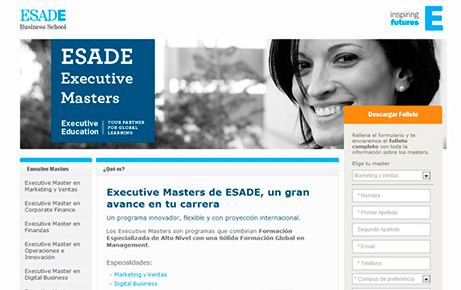 ESADE
Business School
inspiring
futures
E
ESADE
Executive
Masters
Executive
Education
YOUR PARTNER
FOR GLOBAL
LEARNING
Descargar Folleto
Rellena el formulario y te
enviaremos el folleto
completo con toda la
información sobre los masters.
Elige tu master
Marketing y Ventas
* Nombre
* Primer Apellido
Segundo Apellido
* Email
* Teléfono
* Campus de preferencia
Executive Masters
Executive Master en
Marketing y Ventas
Executive Master en
Corporate Finance
Executive Master en
Finanzas
Executive Master en
Operaciones e
Innovación
Executive Master en
Digital Business
¿Qué es?
Executive Masters de ESADE, un gran
avance en tu carrera
Un programa innovador, flexible y con proyección internacional.
Los Executive Masters son programas que combinan Formación
Especializada de Alto Nivel con una Sólida Formación Global en
Management.
Especialidades:
Marketing y Ventas
Digital Business